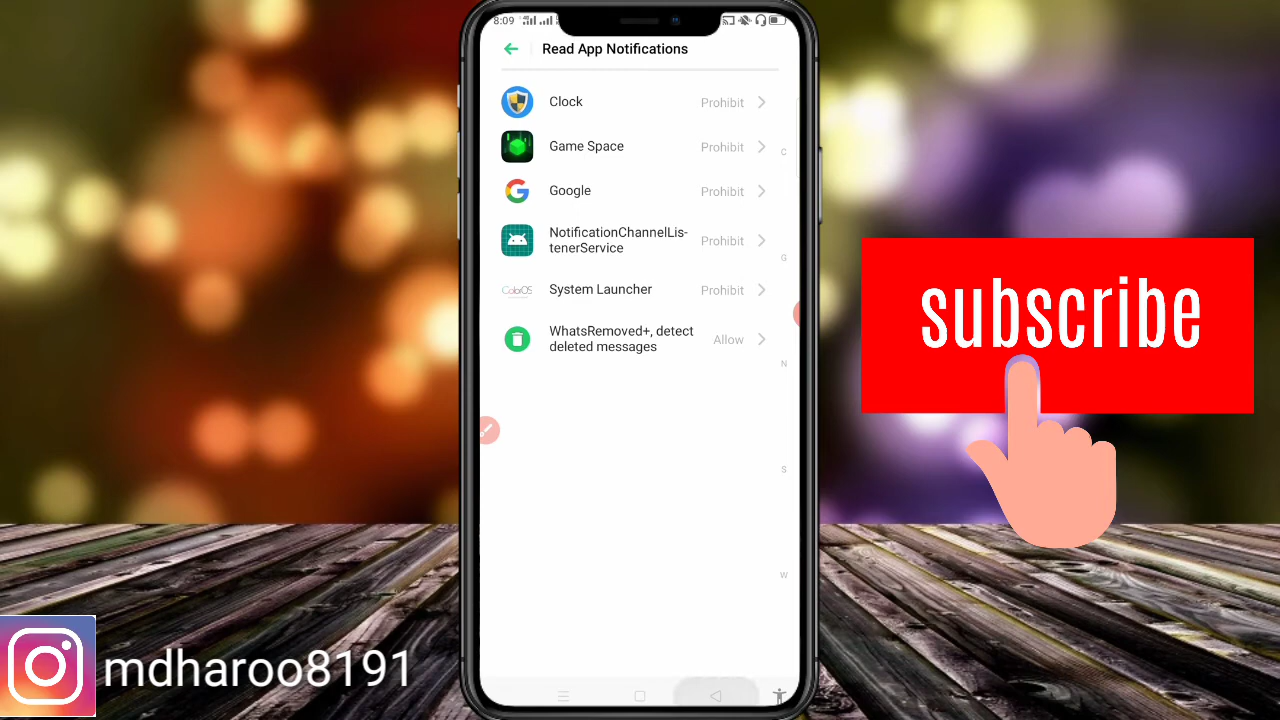 8:09
Read App Notifications
Clock Prohibit
Game Space Prohibit
C
Google Prohibit
NotificationChannelLis-
tenerService Prohibit
G
System Launcher Prohibit
ColorOS
WhatsRemoved+, detect
deleted messages Allow
N
S
W
subscribe
mdharoo8191